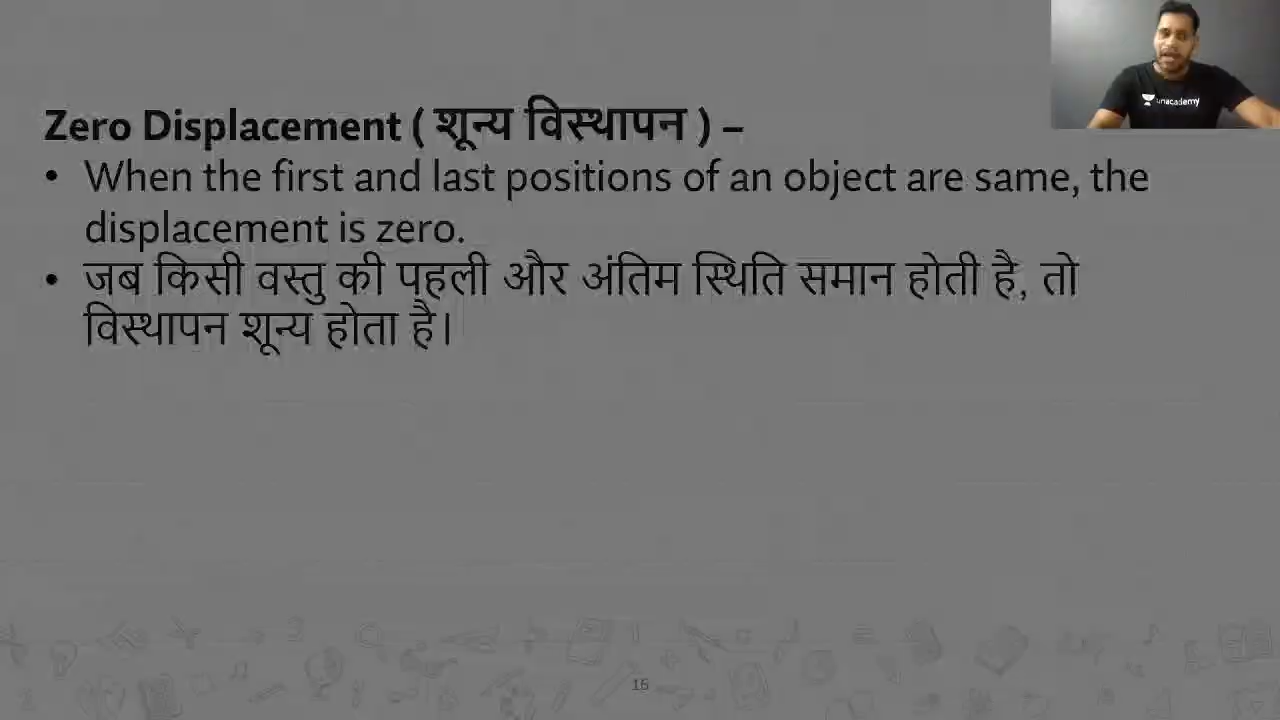 Zero Displacement ( शून्य विस्थापन ) –
• When the first and last positions of an object are same, the
displacement is zero.
• जब किसी वस्तु की पहली और अंतिम स्थिति समान होती है, तो
विस्थापन शून्य होता है।
unacademy
16